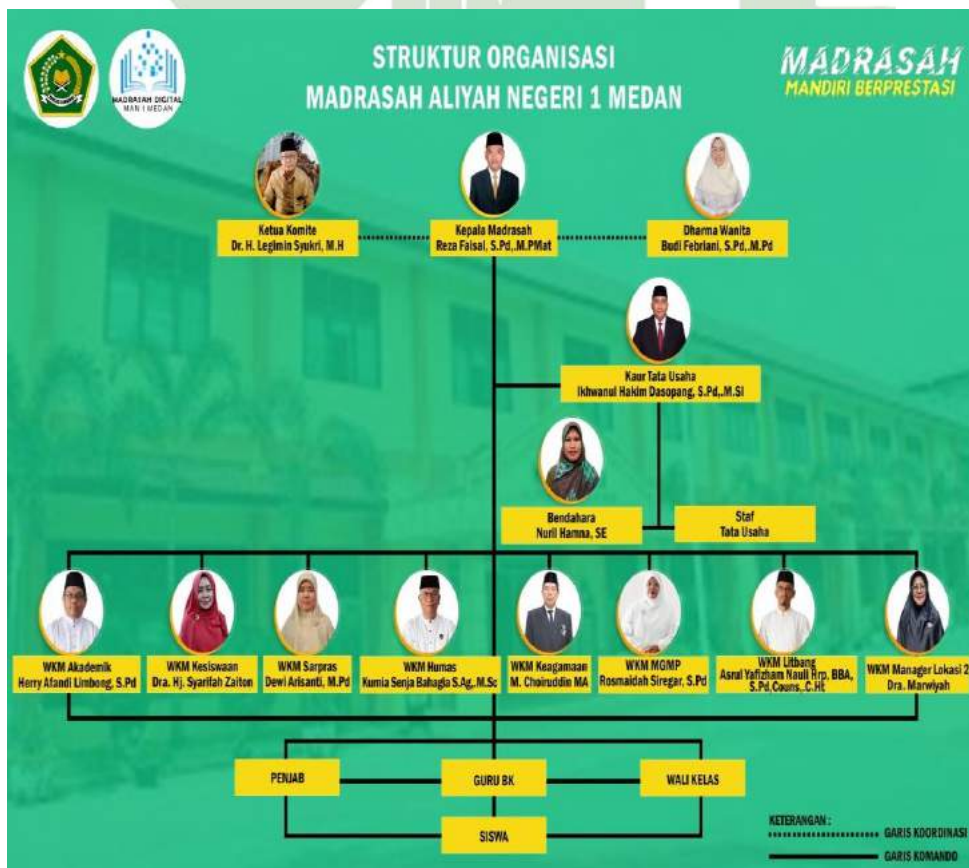 STRUKTUR ORGANISASI
MADRASAH ALIYAH NEGERI 1 MEDAN
MADRASAH DIGITAL
MAN 1 MEDAN
MADRASAH
MANDIRI BERPRESTASI
Ketua Komite
Dr. H. Legimin Syukri, M.H
Kepala Madrasah
Reza Faisal, S.Pd,.M.PMat
Dharma Wanita
Budi Febriani, S.Pd,.M.Pd
Kaur Tata Usaha
Ikhwanul Hakim Dasopang, S.Pd,.M.SI
Bendahara
Nuril Hamna, SE
Staf
Tata Usaha
WKM Akademik
Herry Afandi Limbong, S.Pd
WKM Kesiswaan
Dra. Hj. Syarifah Zaiton
WKM Sarpras
Dewi Arisanti, M.Pd
WKM Humas
Kurnia Senja Bahagia S.Ag,.M.Sc
WKM Keagamaan
M. Choiruddin MA
WKM MGMP
Rosmaidah Siregar, S.Pd
WKM Litbang
Asrul Yafizham Nauli Hrp, BBA,
S.Pd,Couns,.C.Ht
WKM Manager Lokasi 2
Dra. Marwiyah
PENJAB
GURU BK
WALI KELAS
SISWA
KETERANGAN :
GARIS KOORDINASI
GARIS KOMANDO